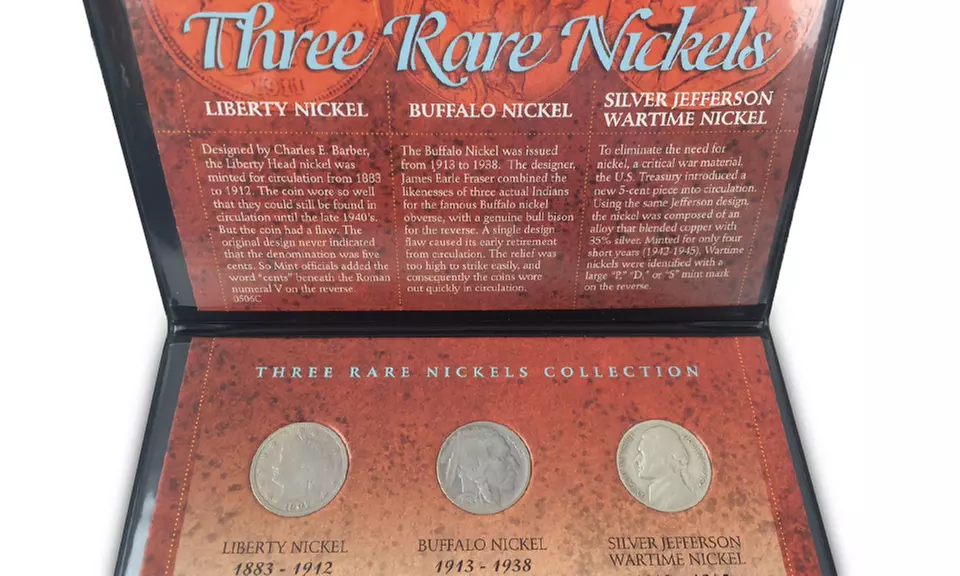 Three Rare Nickels
LIBERTY NICKEL
Designed by Charles E. Barber,
the Liberty Head nickel was
minted for circulation from 1883
to 1912. The coin wore so well
that they could still be found in
circulation until the late 1940's.
But the coin had a flaw. The
original design never indicated
that the denomination was five
cents. So Mint officials added the
word "cents" beneath the Roman
numeral V on the reverse.
0506C
BUFFALO NICKEL
The Buffalo Nickel was issued
from 1913 to 1938. The designer,
James Earle Fraser combined the
likenesses of three actual Indians
for the famous Buffalo nickel
obverse, with a genuine bull bison
for the reverse. A single design
flaw caused its early retirement
from circulation. The relief was
too high to strike easily, and
consequently the coins wore
out quickly in circulation.
SILVER JEFFERSON
WARTIME NICKEL
To eliminate the need for
nickel, a critical war material,
the U.S. Treasury introduced a
new 5-cent piece into circulation.
Using the same Jefferson design,
the nickel was composed of an
alloy that blended copper with
35% silver. Minted for only four
short years (1942-1945), Wartime
nickels were identified with a
large "P," "D," or "S" mint mark
on the reverse.
THREE RARE NICKELS COLLECTION
LIBERTY NICKEL
1883 - 1912
BUFFALO NICKEL
1913 - 1938
SILVER JEFFERSON
WARTIME NICKEL